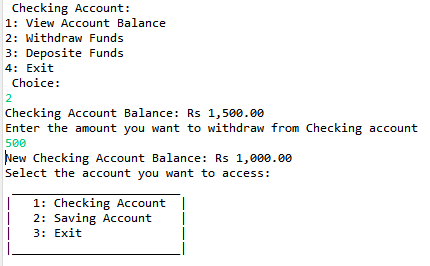 Checking Account:
1: View Account Balance
2: Withdraw Funds
3: Deposite Funds
4: Exit
Choice:
2
Checking Account Balance: Rs 1,500.00
Enter the amount you want to withdraw from Checking account
500
New Checking Account Balance: Rs 1,000.00
Select the account you want to access:
1: Checking Account
2: Saving Account
3: Exit